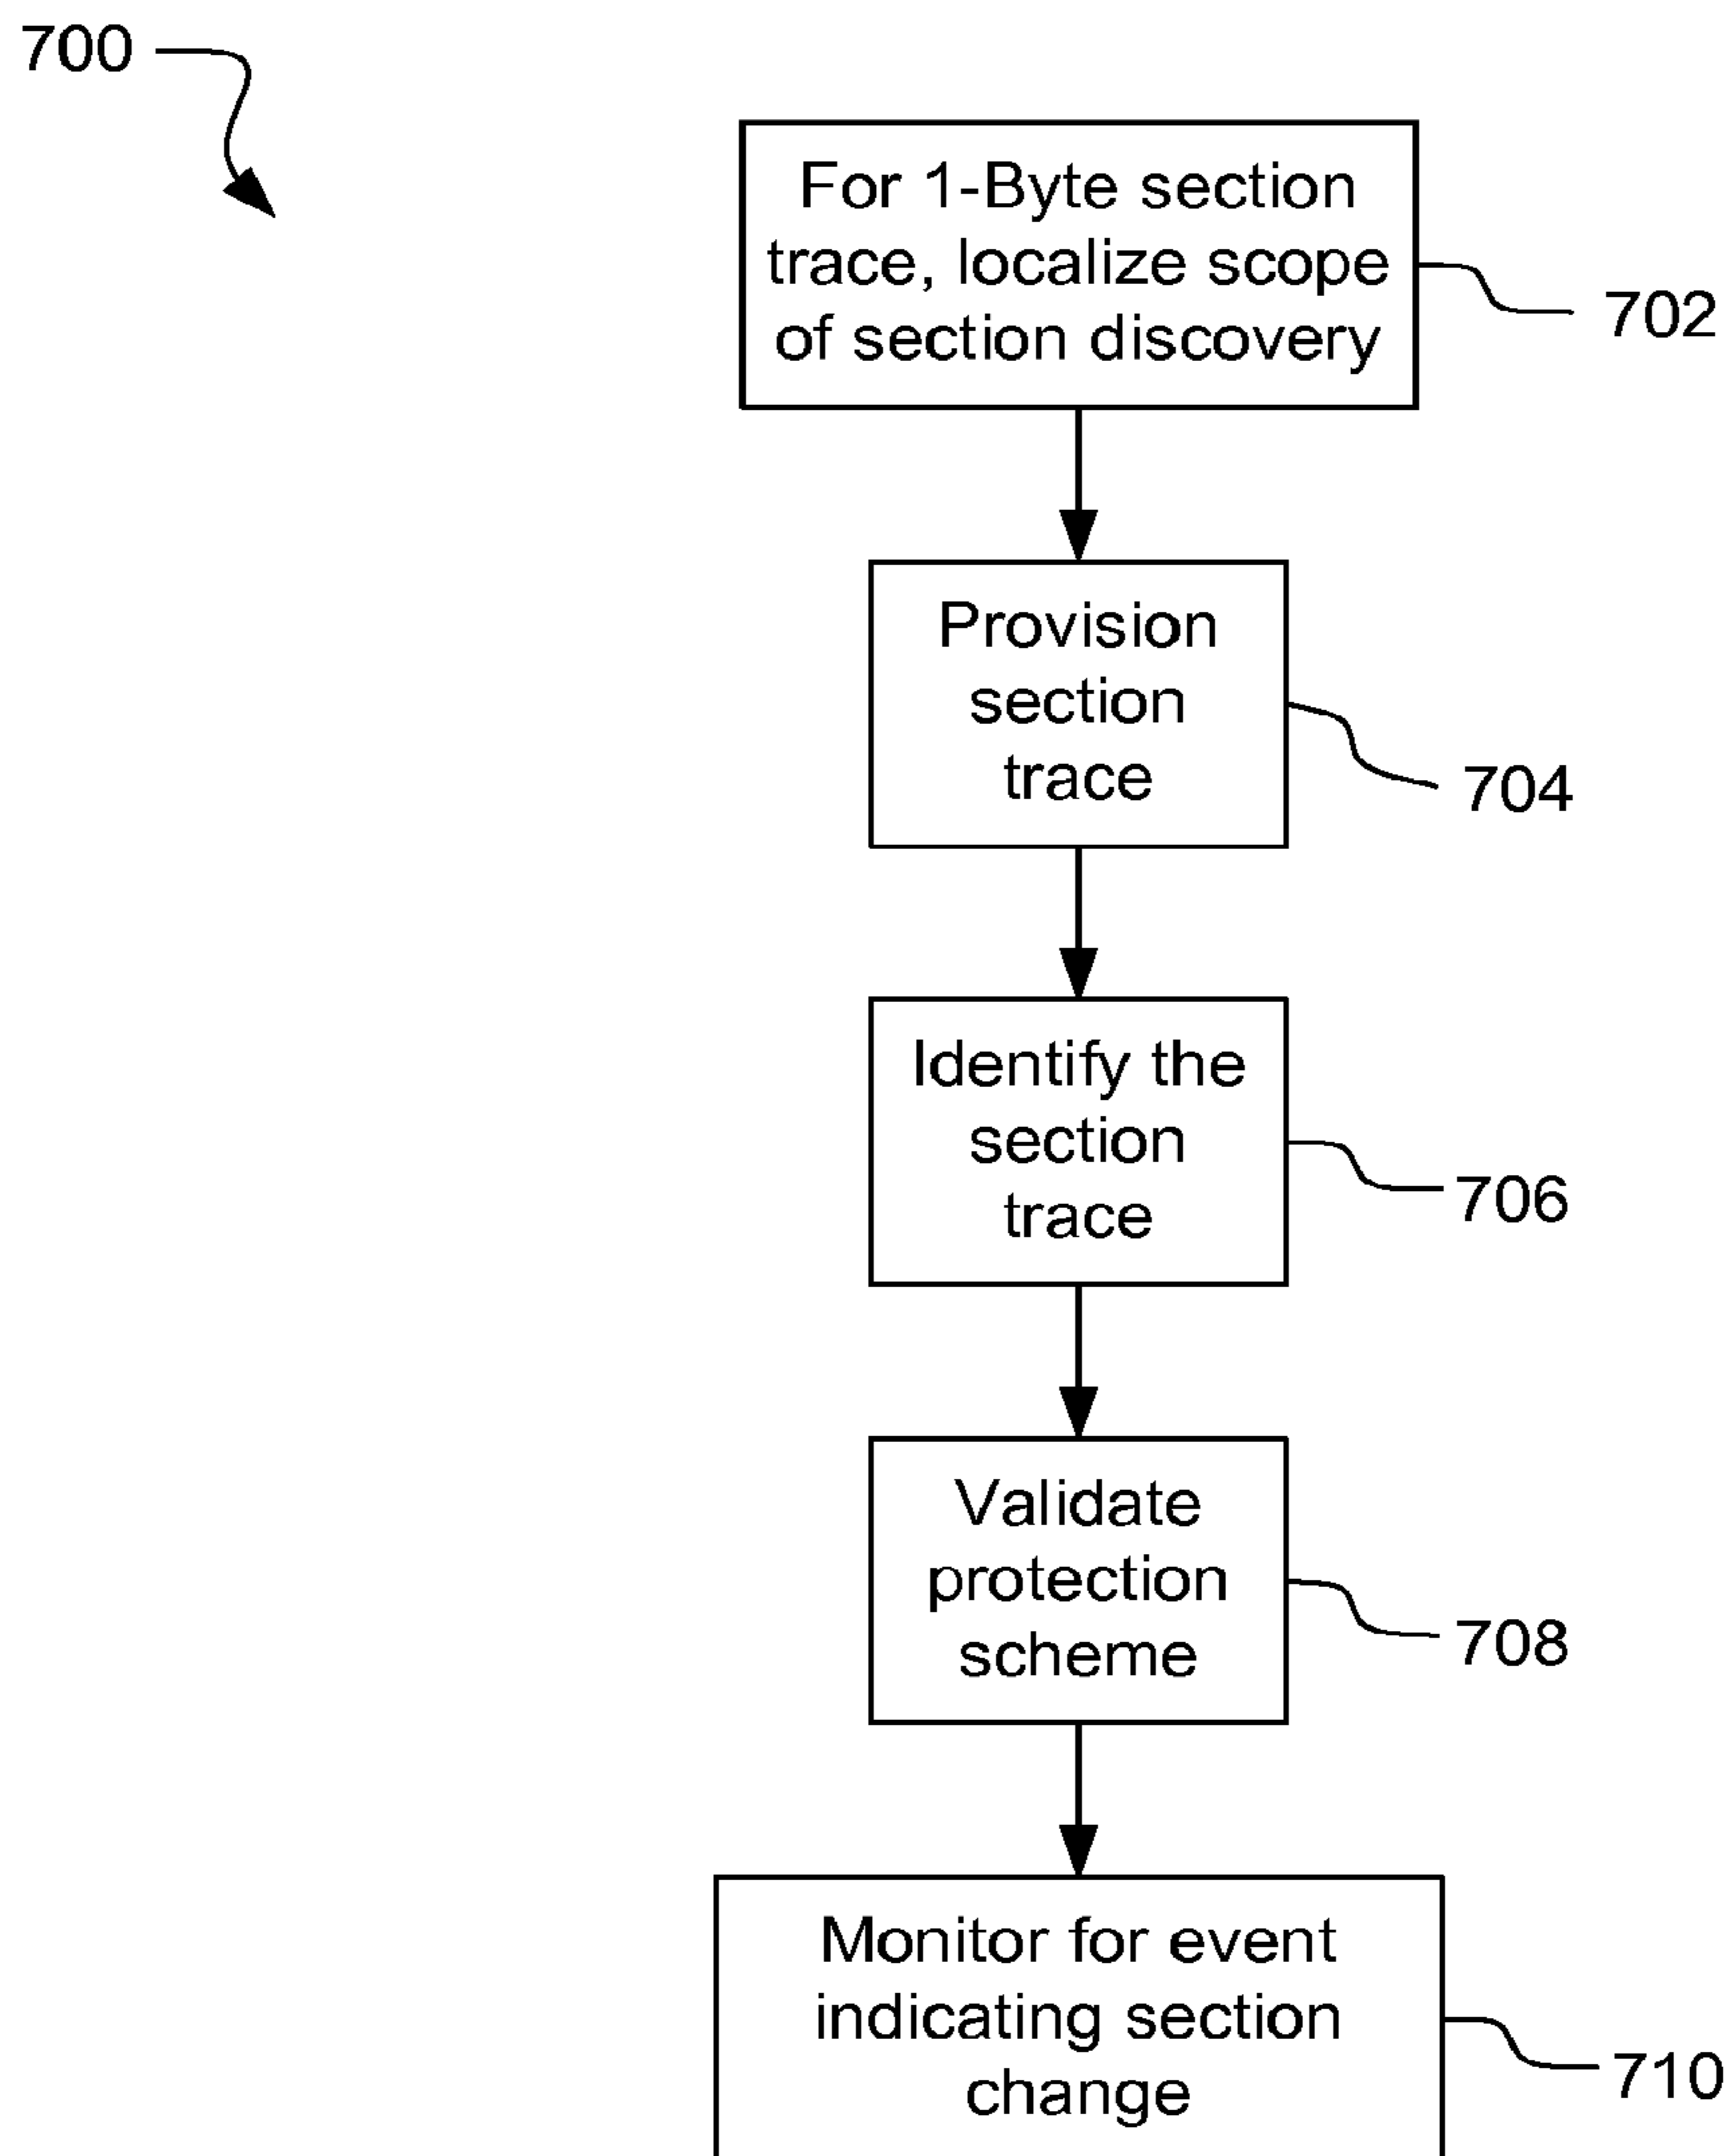 700
For 1-Byte section
trace, localize scope
of section discovery
702
Provision
section
trace
704
Identify the
section
trace
706
Validate
protection
scheme
708
Monitor for event
indicating section
change
710